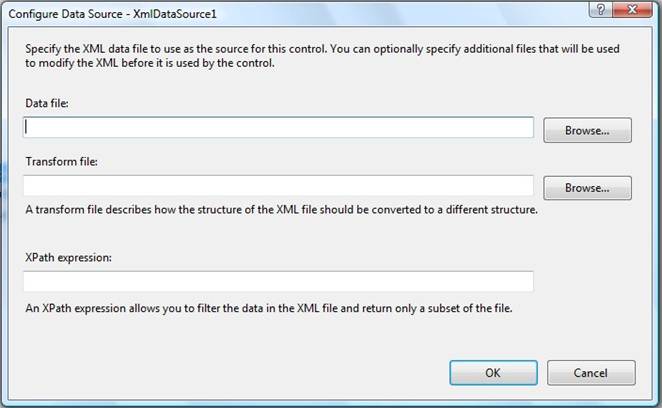 Configure Data Source - XmlDataSource1
Specify the XML data file to use as the source for this control. You can optionally specify additional files that will be used
to modify the XML before it is used by the control.
Data file:
Browse...
Transform file:
Browse...
A transform file describes how the structure of the XML file should be converted to a different structure.
XPath expression:
An XPath expression allows you to filter the data in the XML file and return only a subset of the file.
OK
Cancel